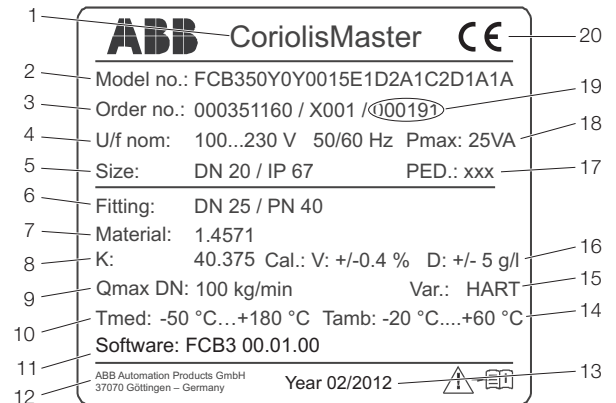 1 ABB CoriolisMaster CE 20
2 Model no.: FCB350Y0Y0015E1D2A1C2D1A1A
3 Order no.: 000351160 / X001 / 000191 19
4 U/f nom: 100...230 V 50/60 Hz Pmax: 25VA 18
5 Size: DN 20 / IP 67 PED.: xxx 17
6 Fitting: DN 25 / PN 40
7 Material: 1.4571
8 K: 40.375 Cal.: V: +/-0.4 % D: +/- 5 g/l 16
9 Qmax DN: 100 kg/min Var.: HART 15
10 Tmed: -50 °C...+180 °C Tamb: -20 °C....+60 °C 14
11 Software: FCB3 00.01.00
12 ABB Automation Products GmbH
37070 Göttingen – Germany Year 02/2012 13